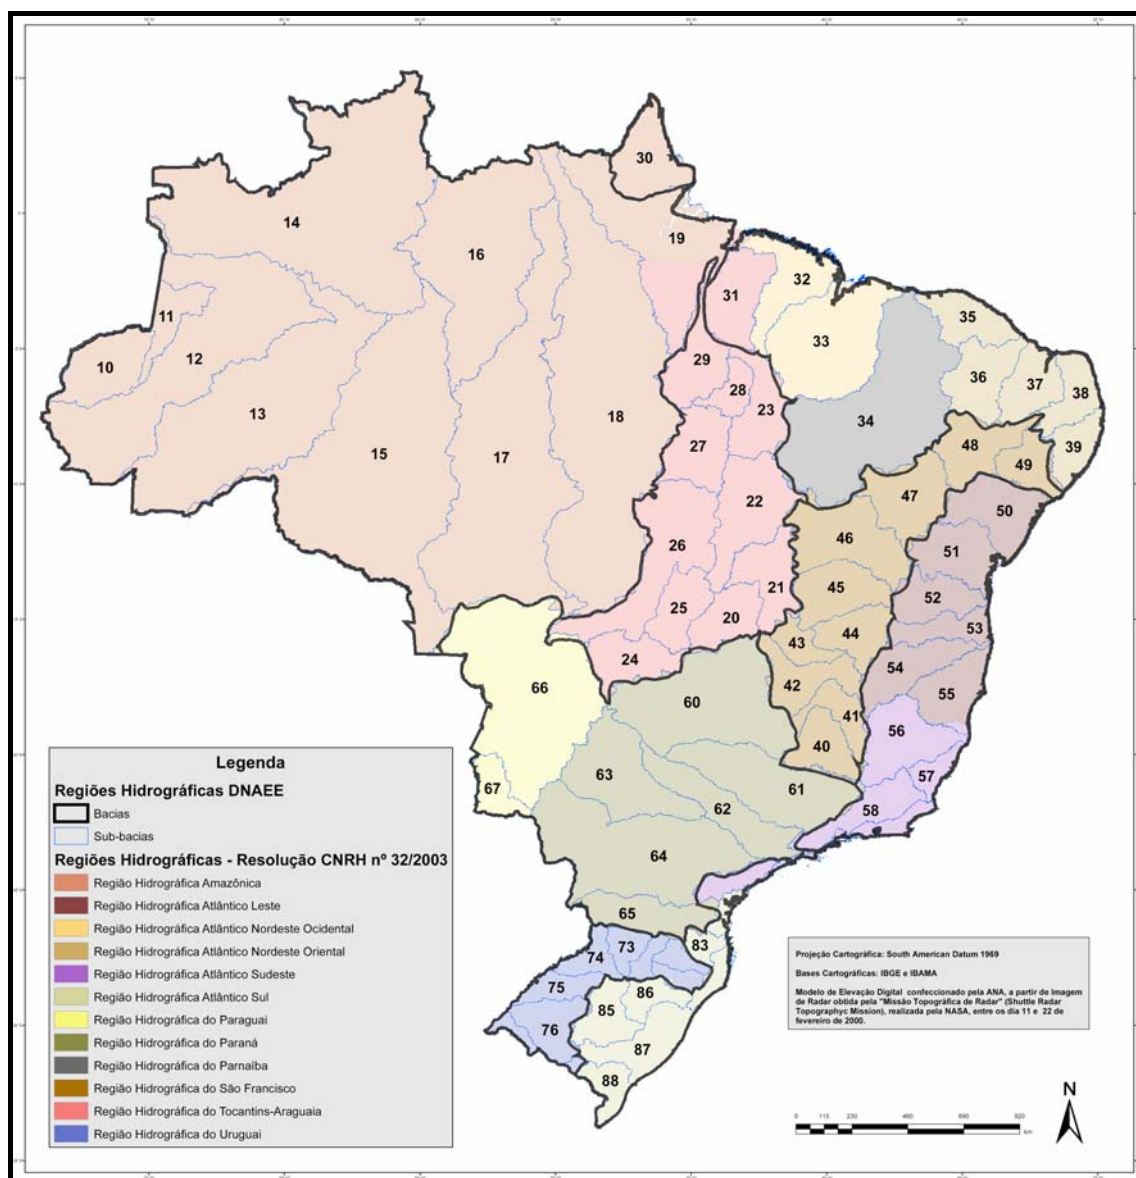 30
14
19
16
32
31
35
11
33
29
10
12
36
37
28
38
23
13
18
34
48
39
15
17
27
49
22
47
50
46
26
51
45
52
25
21
20
53
44
43
24
54
66
42
55
60
41
56
40
63
57
67
61
62
58
64
65
83
73
74
75
86
85
76
87
88
Legenda
Regiões Hidrográficas DNAEE
Bacias
Sub-bacias
Regiões Hidrográficas - Resolução CNRH nº 32/2003
Região Hidrográfica Amazônica
Região Hidrográfica Atlântico Leste
Região Hidrográfica Atlântico Nordeste Ocidental
Região Hidrográfica Atlântico Nordeste Oriental
Região Hidrográfica Atlântico Sudeste
Região Hidrográfica Atlântico Sul
Região Hidrográfica do Paraguai
Região Hidrográfica do Paraná
Região Hidrográfica do Parnaíba
Região Hidrográfica do São Francisco
Região Hidrográfica do Tocantins-Araguaia
Região Hidrográfica do Uruguai
Projeção Cartográfica: South American Datum 1969
Bases Cartográficas: IBGE e IBAMA
Modelo de Elevação Digital confeccionado pela ANA, a partir de Imagem
de Radar obtida pela "Missão Topográfica de Radar" (Shuttle Radar
Topographyc Mission), realizada pela NASA, entre os dia 11 e 22 de
fevereiro de 2000.
N
0 115 230 460 690 920
km